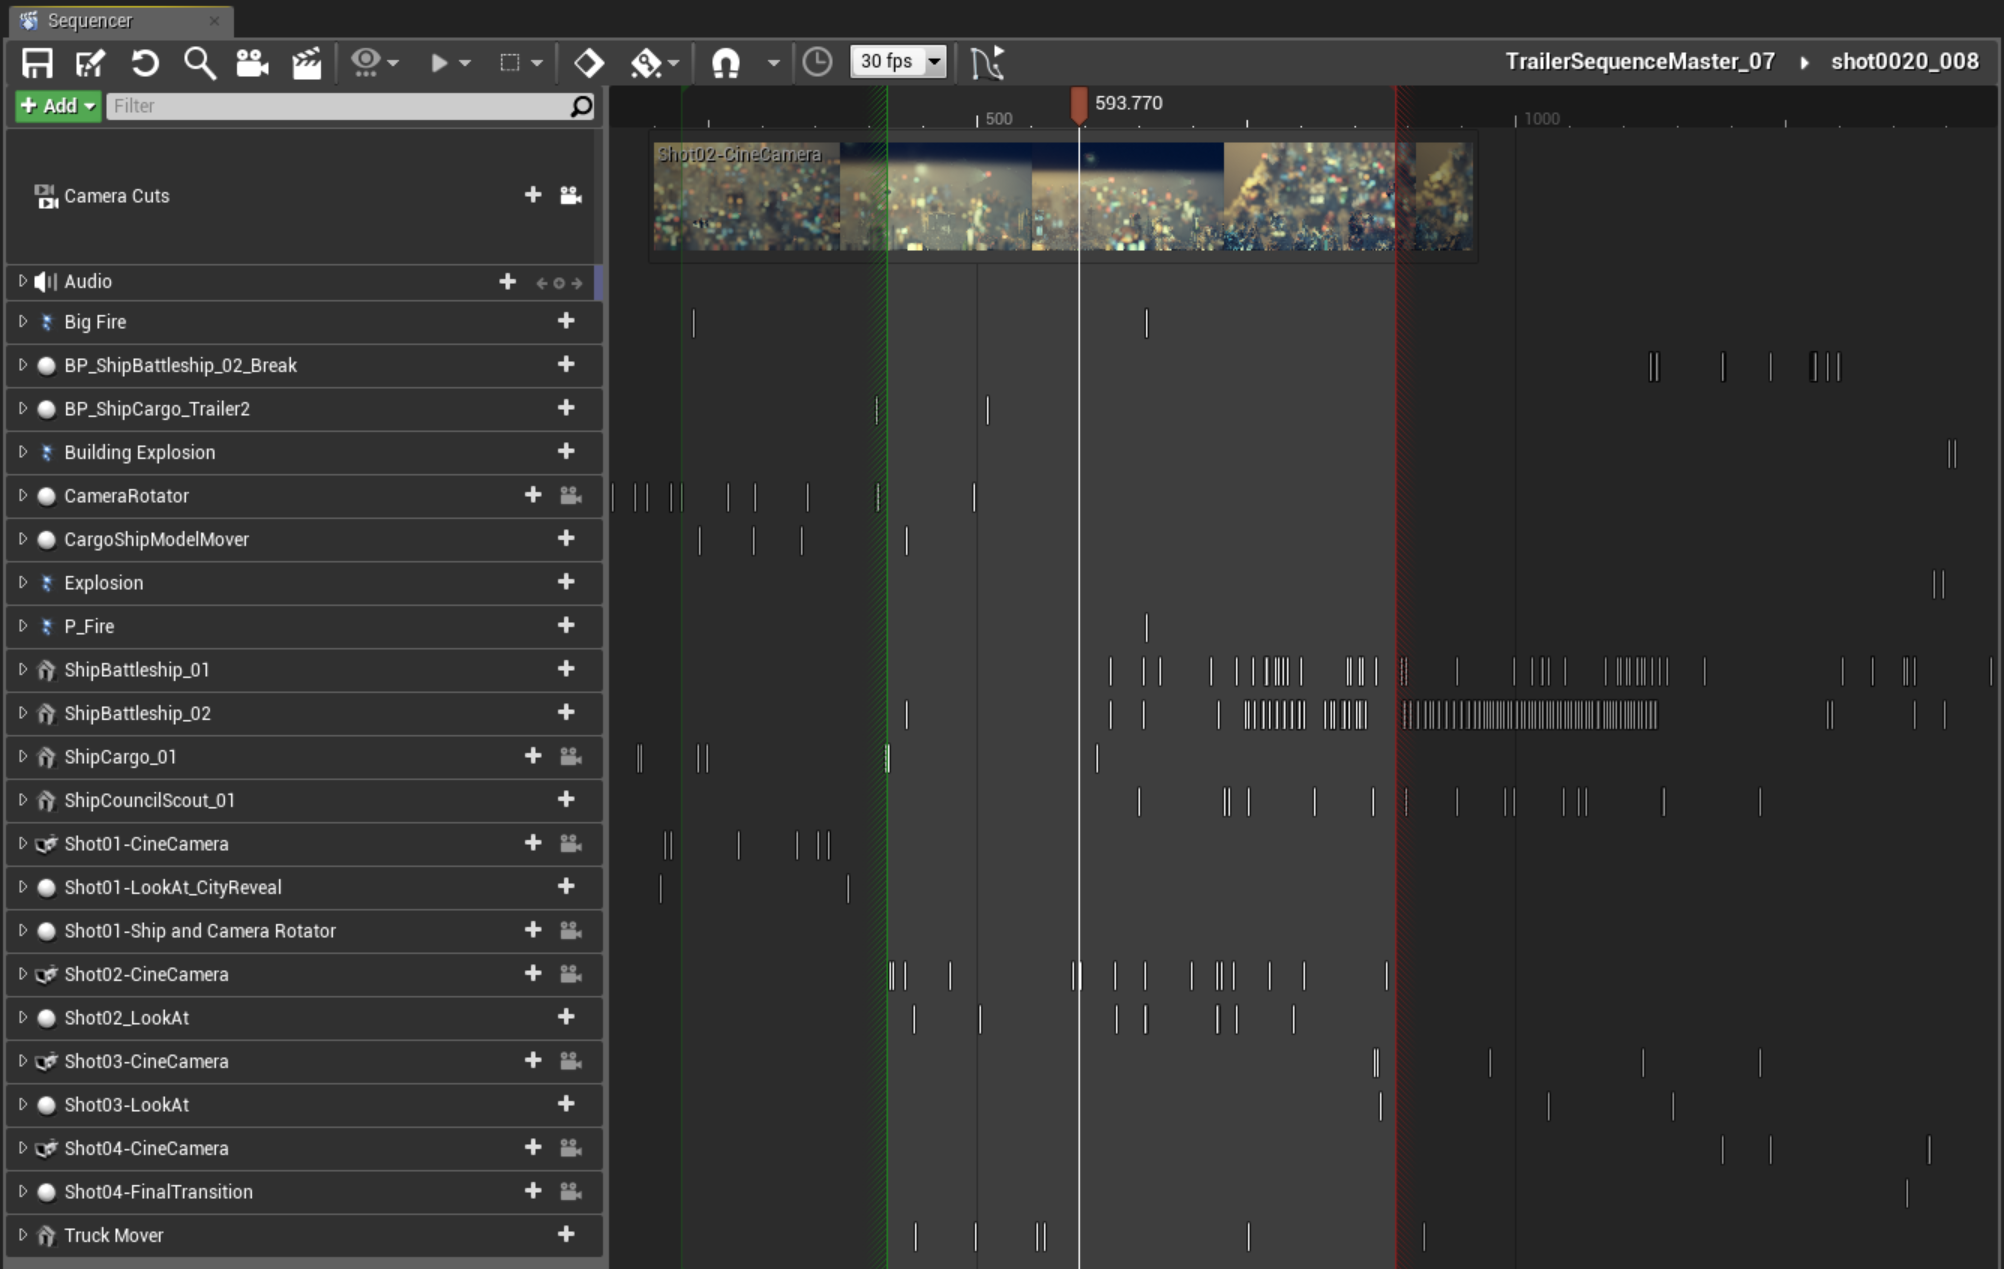 Sequencer
30 fps
TrailerSequenceMaster_07
shot0020_008
Add
Filter
593.770
500
1000
Shot02-CineCamera
Camera Cuts
Audio
Big Fire
BP_ShipBattleship_02_Break
BP_ShipCargo_Trailer2
Building Explosion
CameraRotator
CargoShipModelMover
Explosion
P_Fire
ShipBattleship_01
ShipBattleship_02
ShipCargo_01
ShipCouncilScout_01
Shot01-CineCamera
Shot01-LookAt_CityReveal
Shot01-Ship and Camera Rotator
Shot02-CineCamera
Shot02_LookAt
Shot03-CineCamera
Shot03-LookAt
Shot04-CineCamera
Shot04-FinalTransition
Truck Mover